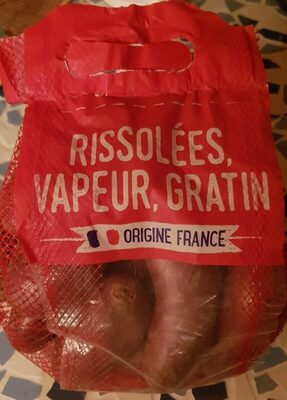 RISSOLÉES,
VAPEUR, GRATIN
ORIGINE FRANCE